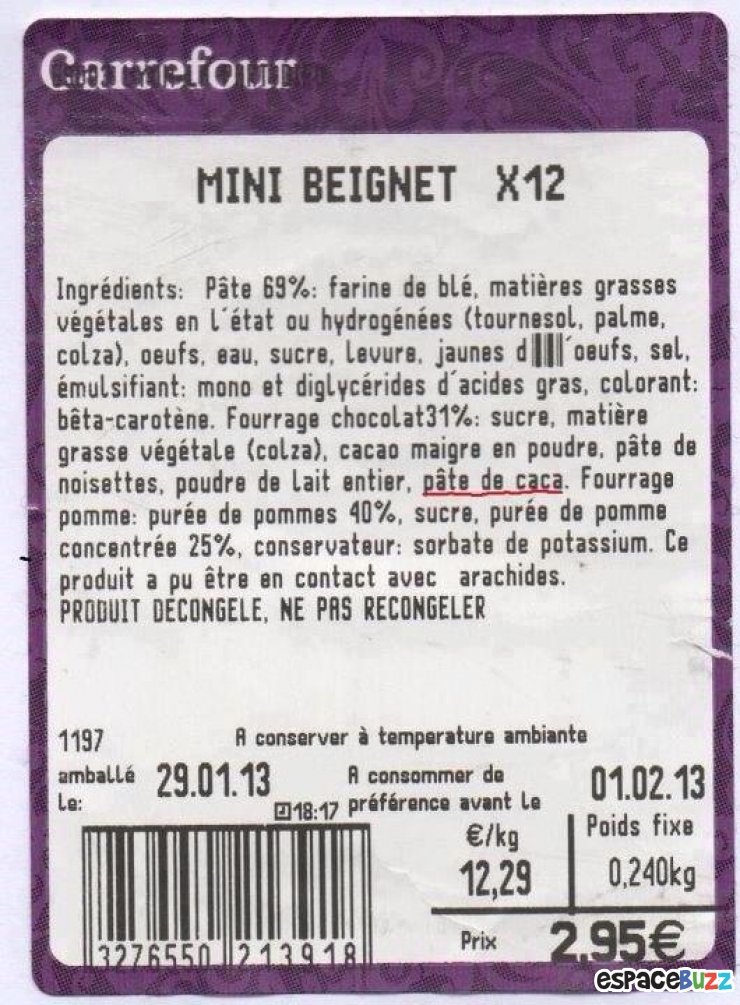 Carrefour
MINI BEIGNET X12
Ingrédients: Pâte 69%: farine de blé, matières grasses
végétales en l'état ou hydrogénées (tournesol, palme,
colza), oeufs, eau, sucre, levure, jaunes d'oeufs, sel,
émulsifiant: mono et diglycérides d'acides gras, colorant:
bêta-carotène. Fourrage chocolat31%: sucre, matière
grasse végétale (colza), cacao maigre en poudre, pâte de
noisettes, poudre de lait entier, pâte de caca. Fourrage
pomme: purée de pommes 40%, sucre, purée de pomme
concentrée 25%, conservateur: sorbate de potassium. Ce
produit a pu être en contact avec arachides.
PRODUIT DECONGELE, NE PAS RECONGELER
1197 A conserver à temperature ambiante
emballé le: 29.01.13 A consommer de préférence avant le 01.02.13
18:17
€/kg Poids fixe
12,29 0,240kg
Prix 2,95€
3276550 213918
espaceBuzz